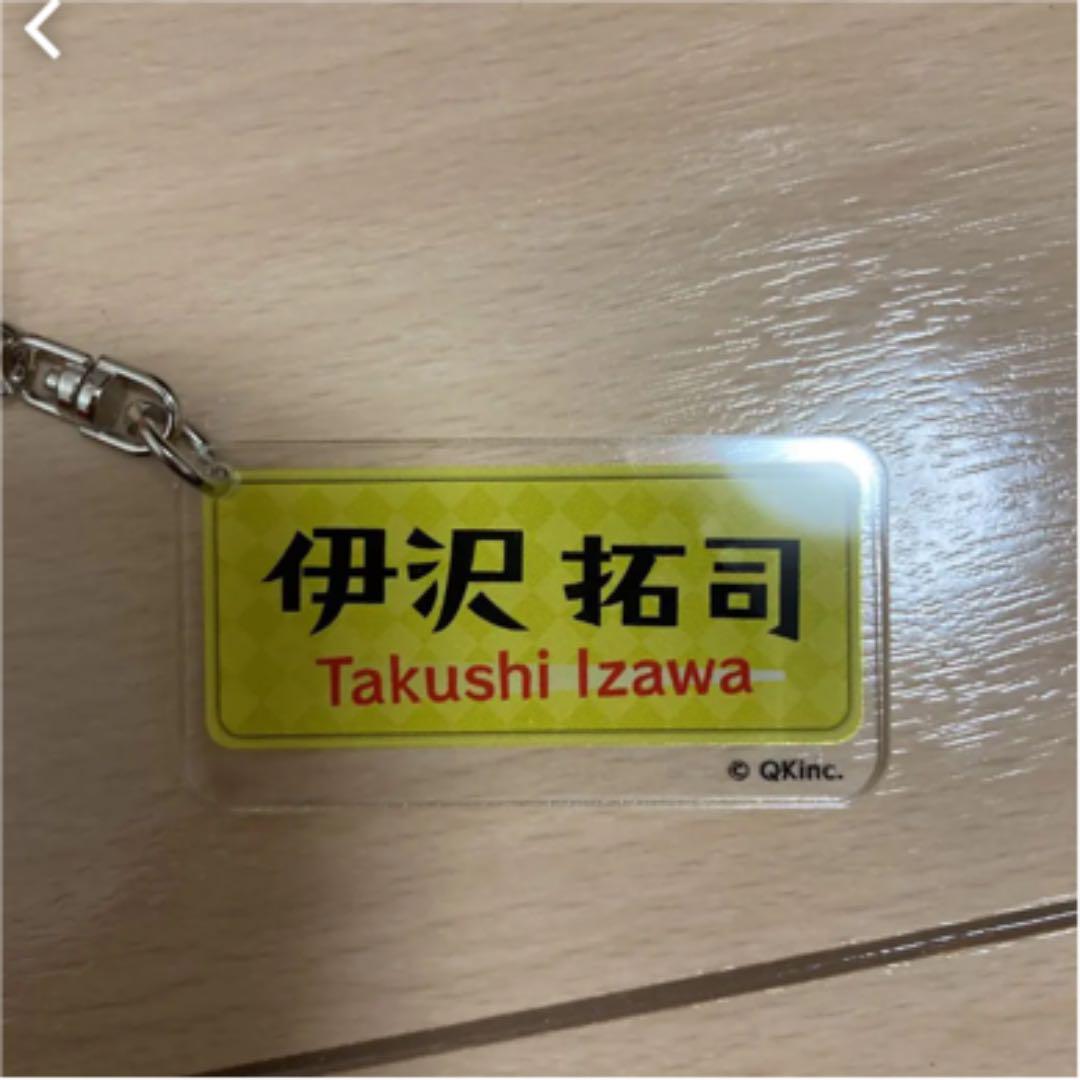 伊沢 拓司
Takushi Izawa
© QKinc.